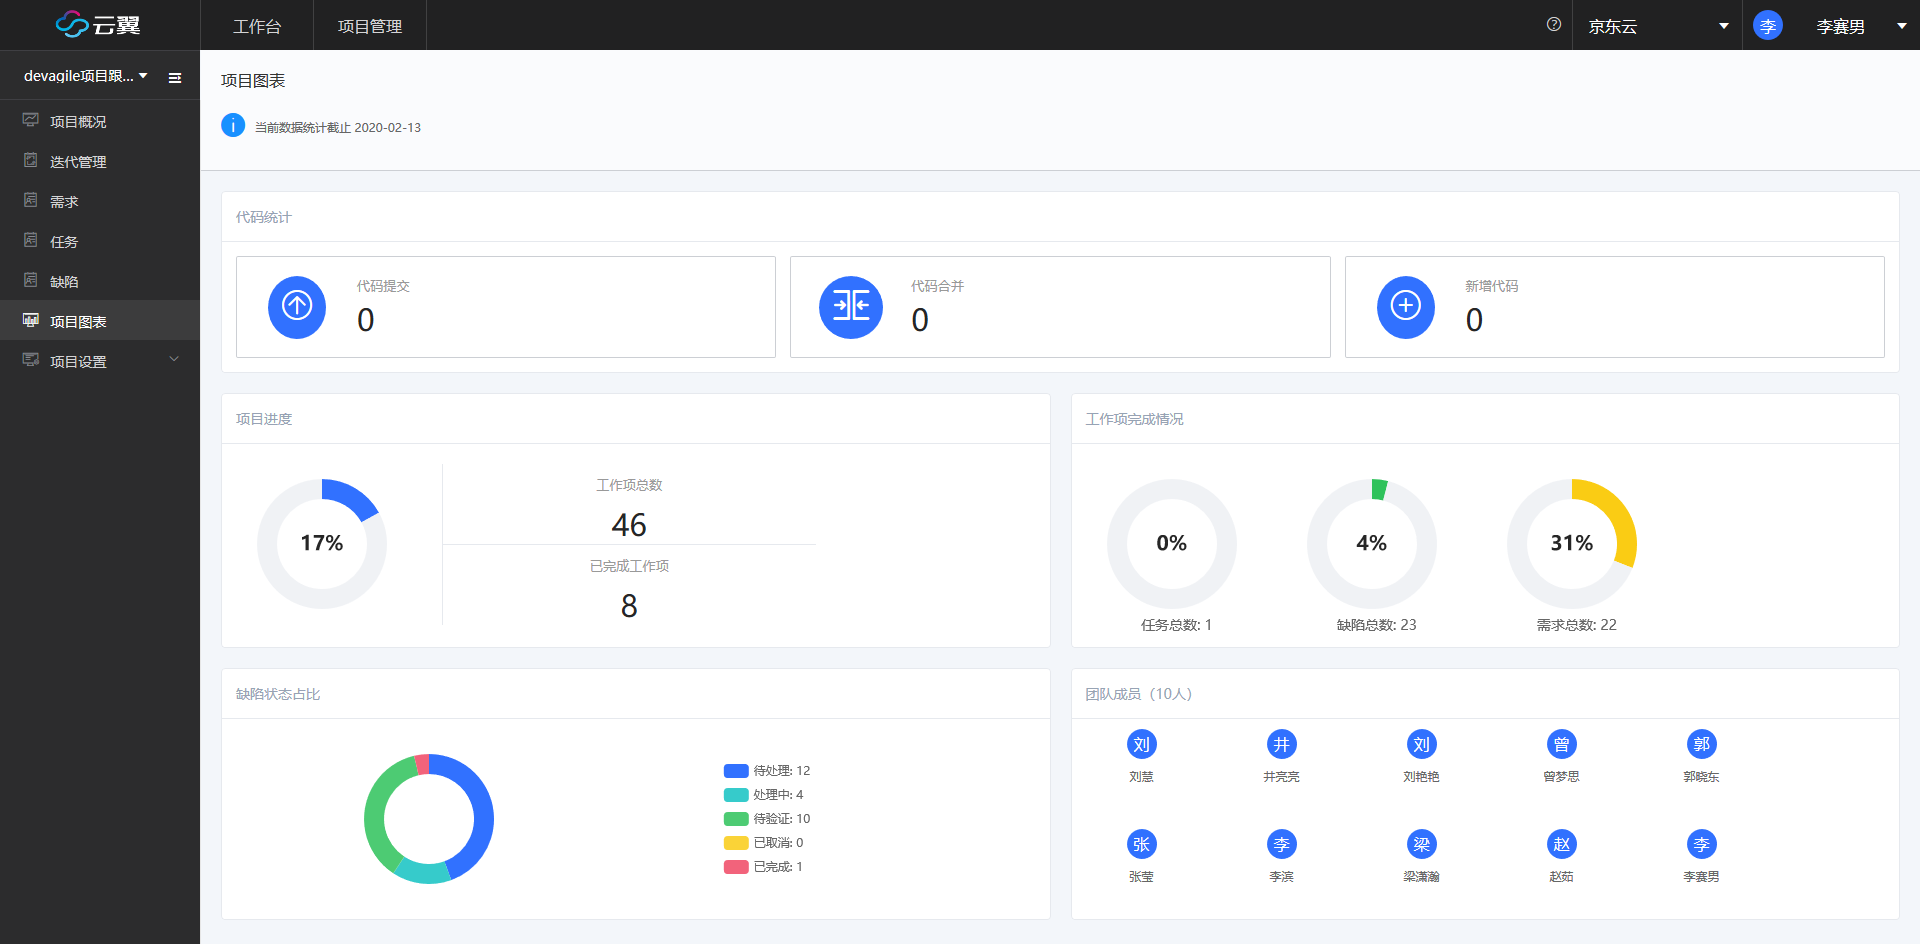 云翼
工作台
项目管理
京东云
李
李赛男
devagile项目跟...
项目概况
迭代管理
需求
任务
缺陷
项目图表
项目设置
项目图表
当前数据统计截止 2020-02-13
代码统计
代码提交
0
代码合并
0
新增代码
0
项目进度
17%
工作项总数
46
已完成工作项
8
工作项完成情况
0%
4%
31%
任务总数: 1
缺陷总数: 23
需求总数: 22
缺陷状态占比
待处理: 12
处理中: 4
待验证: 10
已取消: 0
已完成: 1
团队成员（10人）
刘
井
刘
曾
郭
刘慧
井亮亮
刘艳艳
曾梦思
郭晓东
张
李
梁
赵
李
张莹
李滨
梁潇瀚
赵茹
李赛男